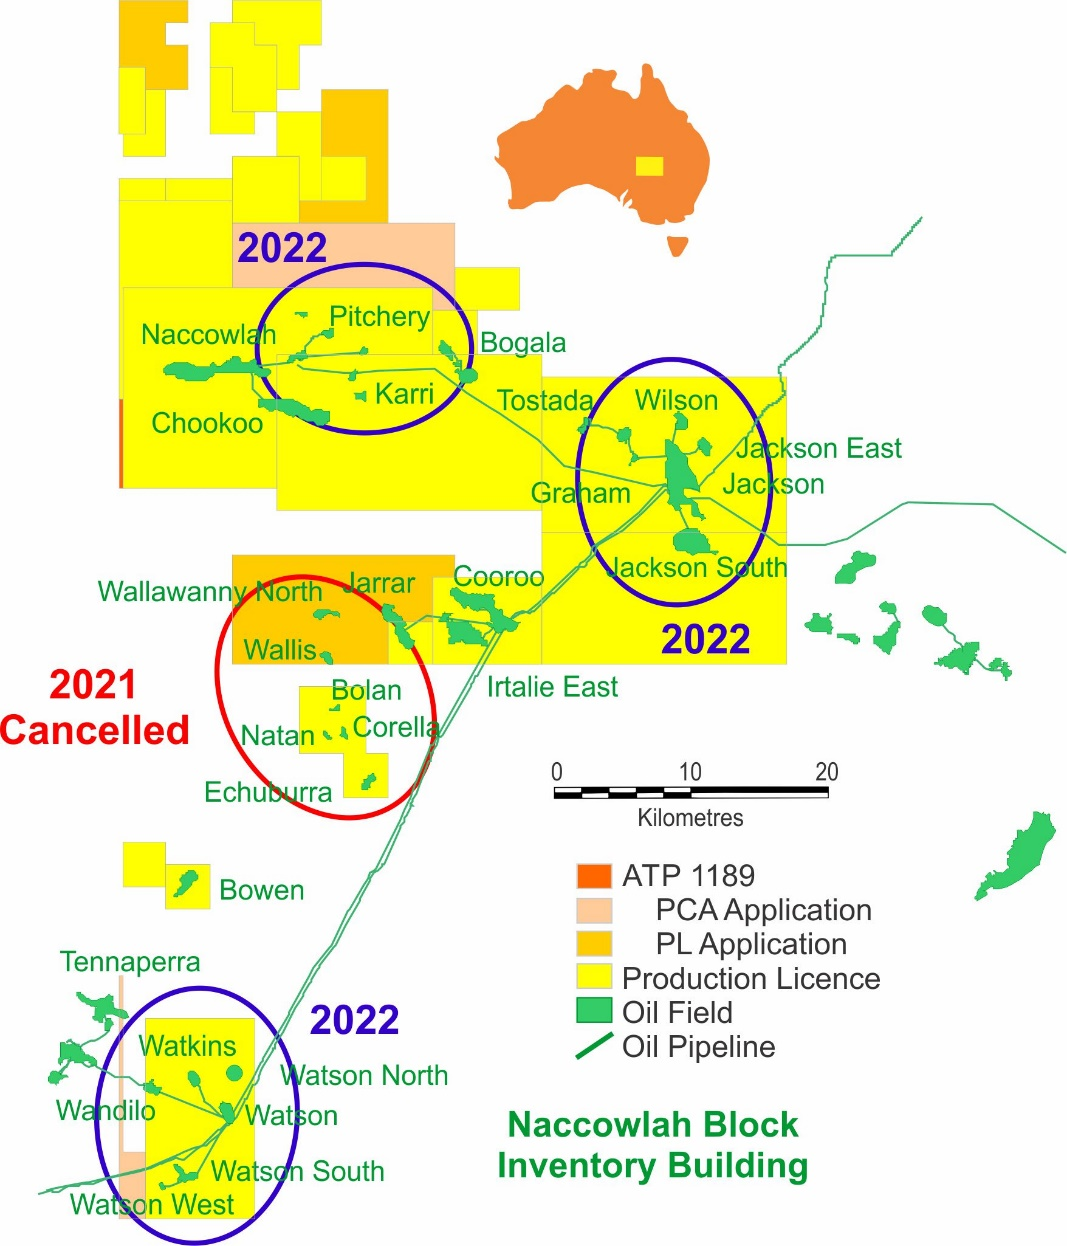 2022
Pitchery
Naccowlah
Bogala
Karri
Chookoo
Tostada
Wilson
Jackson East
Jackson
Graham
Jackson South
2022
Wallawanny North
Jarrar
Cooroo
Wallis
Irtalie East
2021
Cancelled
Bolan
Natan
Corella
Echuburra
0 10 20
Kilometres
Bowen
ATP 1189
PCA Application
PL Application
Production Licence
Oil Field
Oil Pipeline
Tennaperra
2022
Watkins
Watson North
Wandilo
Watson
Watson South
Watson West
Naccowlah Block
Inventory Building